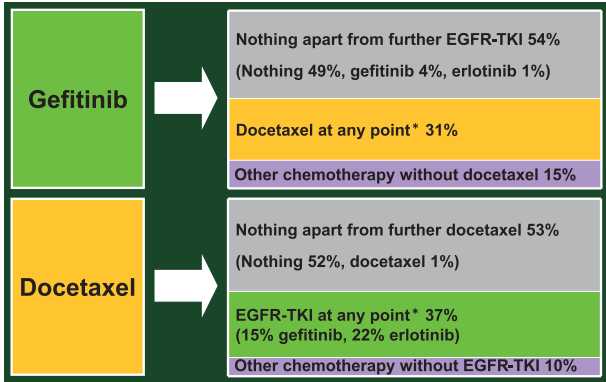 Gefitinib
Nothing apart from further EGFR-TKI 54%
(Nothing 49%, gefitinib 4%, erlotinib 1%)
Docetaxel at any point* 31%
Other chemotherapy without docetaxel 15%
Docetaxel
Nothing apart from further docetaxel 53%
(Nothing 52%, docetaxel 1%)
EGFR-TKI at any point* 37%
(15% gefitinib, 22% erlotinib)
Other chemotherapy without EGFR-TKI 10%